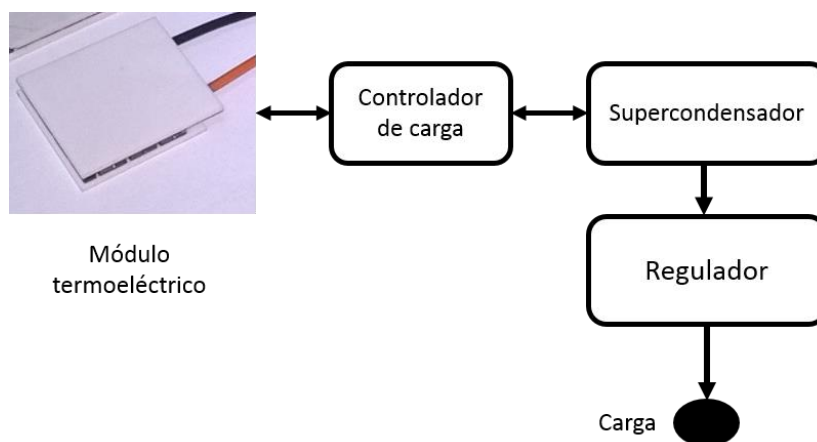 Controlador
de carga
Supercondensador
Módulo
termoeléctrico
Regulador
Carga